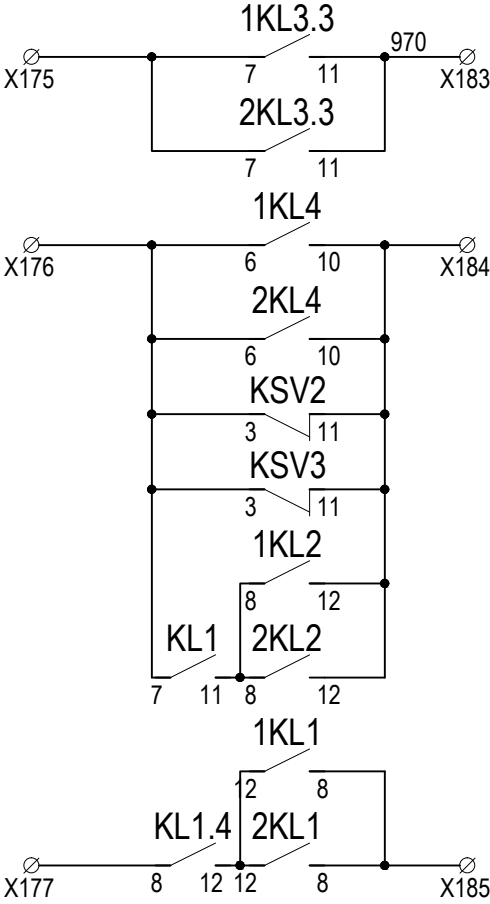 1KL3.3
970
X175 7 11 X183
2KL3.3
7 11
1KL4
X176 6 10 X184
2KL4
6 10
KSV2
3 11
KSV3
3 11
1KL2
8 12
KL1 2KL2
7 11 8 12
1KL1
12 8
KL1.4 2KL1
X177 8 12 12 8 X185